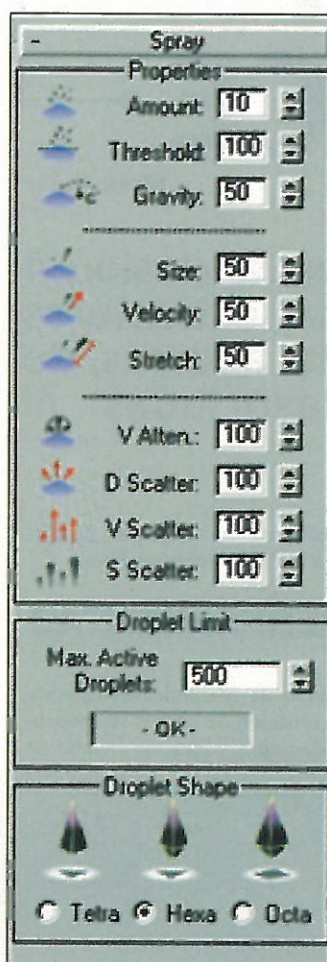 - Spray
Properties
Amount: 10
Threshold: 100
Gravity: 50
Size: 50
Velocity: 50
Stretch: 50
V Atten.: 100
D Scatter: 100
V Scatter: 100
S Scatter: 100
Droplet Limit
Max. Active
Droplets: 500
- OK -
Droplet Shape
Tetra Hexa Octa